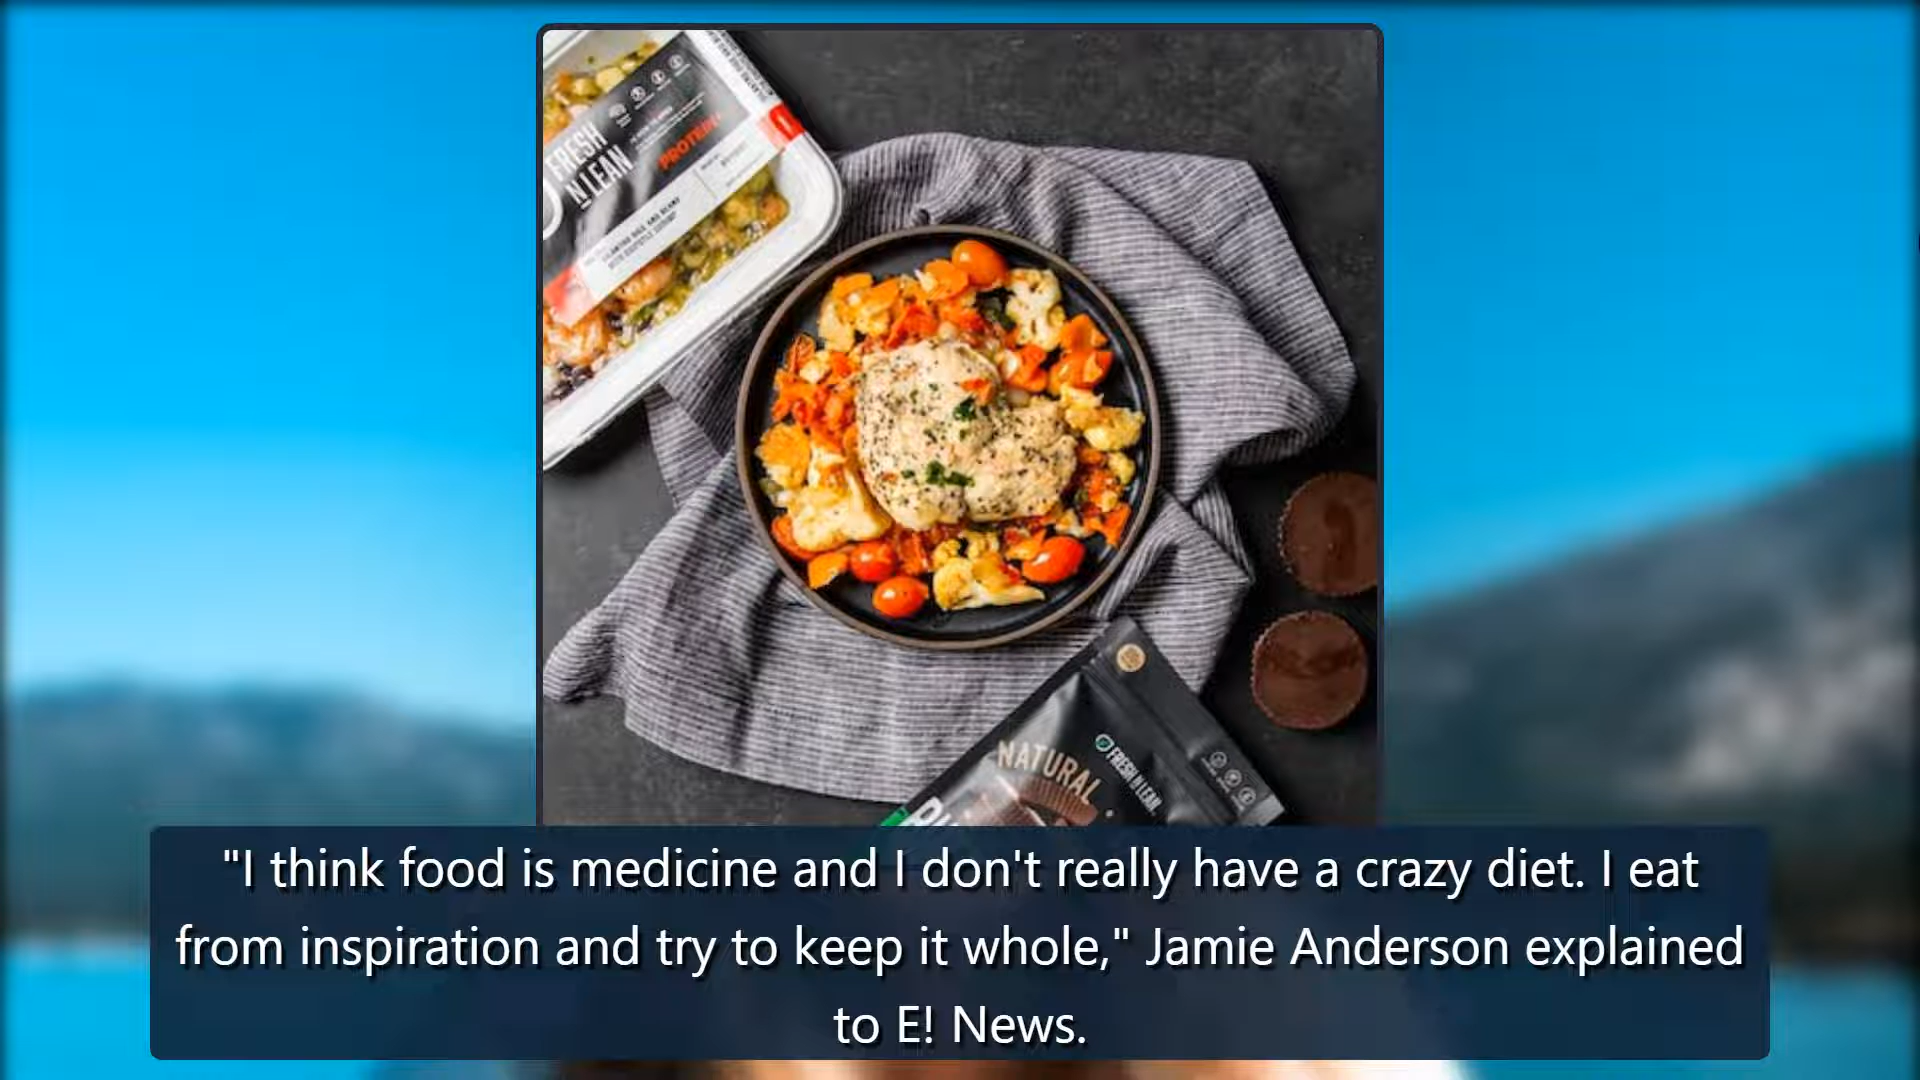 FRESH
N LEAN
PROTEIN+
NATURAL
FRESH N LEAN.
"I think food is medicine and I don't really have a crazy diet. I eat
from inspiration and try to keep it whole," Jamie Anderson explained
to E! News.